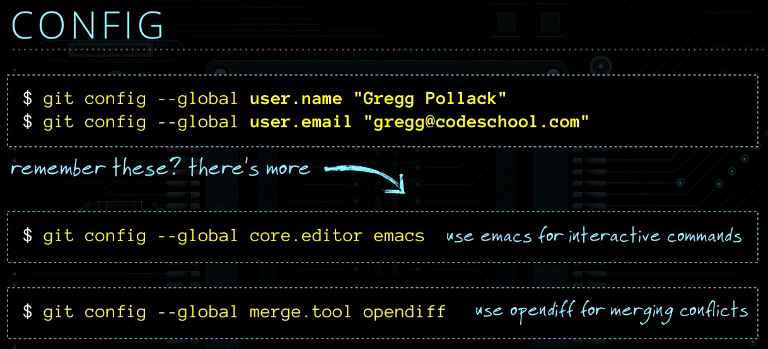 CONFIG
$ git config --global user.name "Gregg Pollack"
$ git config --global user.email "gregg@codeschool.com"
remember these? there's more
$ git config --global core.editor emacs use emacs for interactive commands
$ git config --global merge.tool opendiff use opendiff for merging conflicts